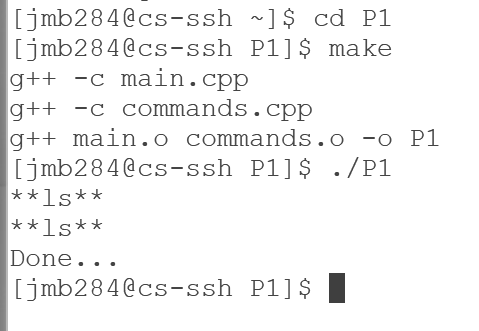 [jmb284@cs-ssh ~]$ cd P1
[jmb284@cs-ssh P1]$ make
g++ -c main.cpp
g++ -c commands.cpp
g++ main.o commands.o -o P1
[jmb284@cs-ssh P1]$ ./P1
**ls**
**ls**
Done...
[jmb284@cs-ssh P1]$